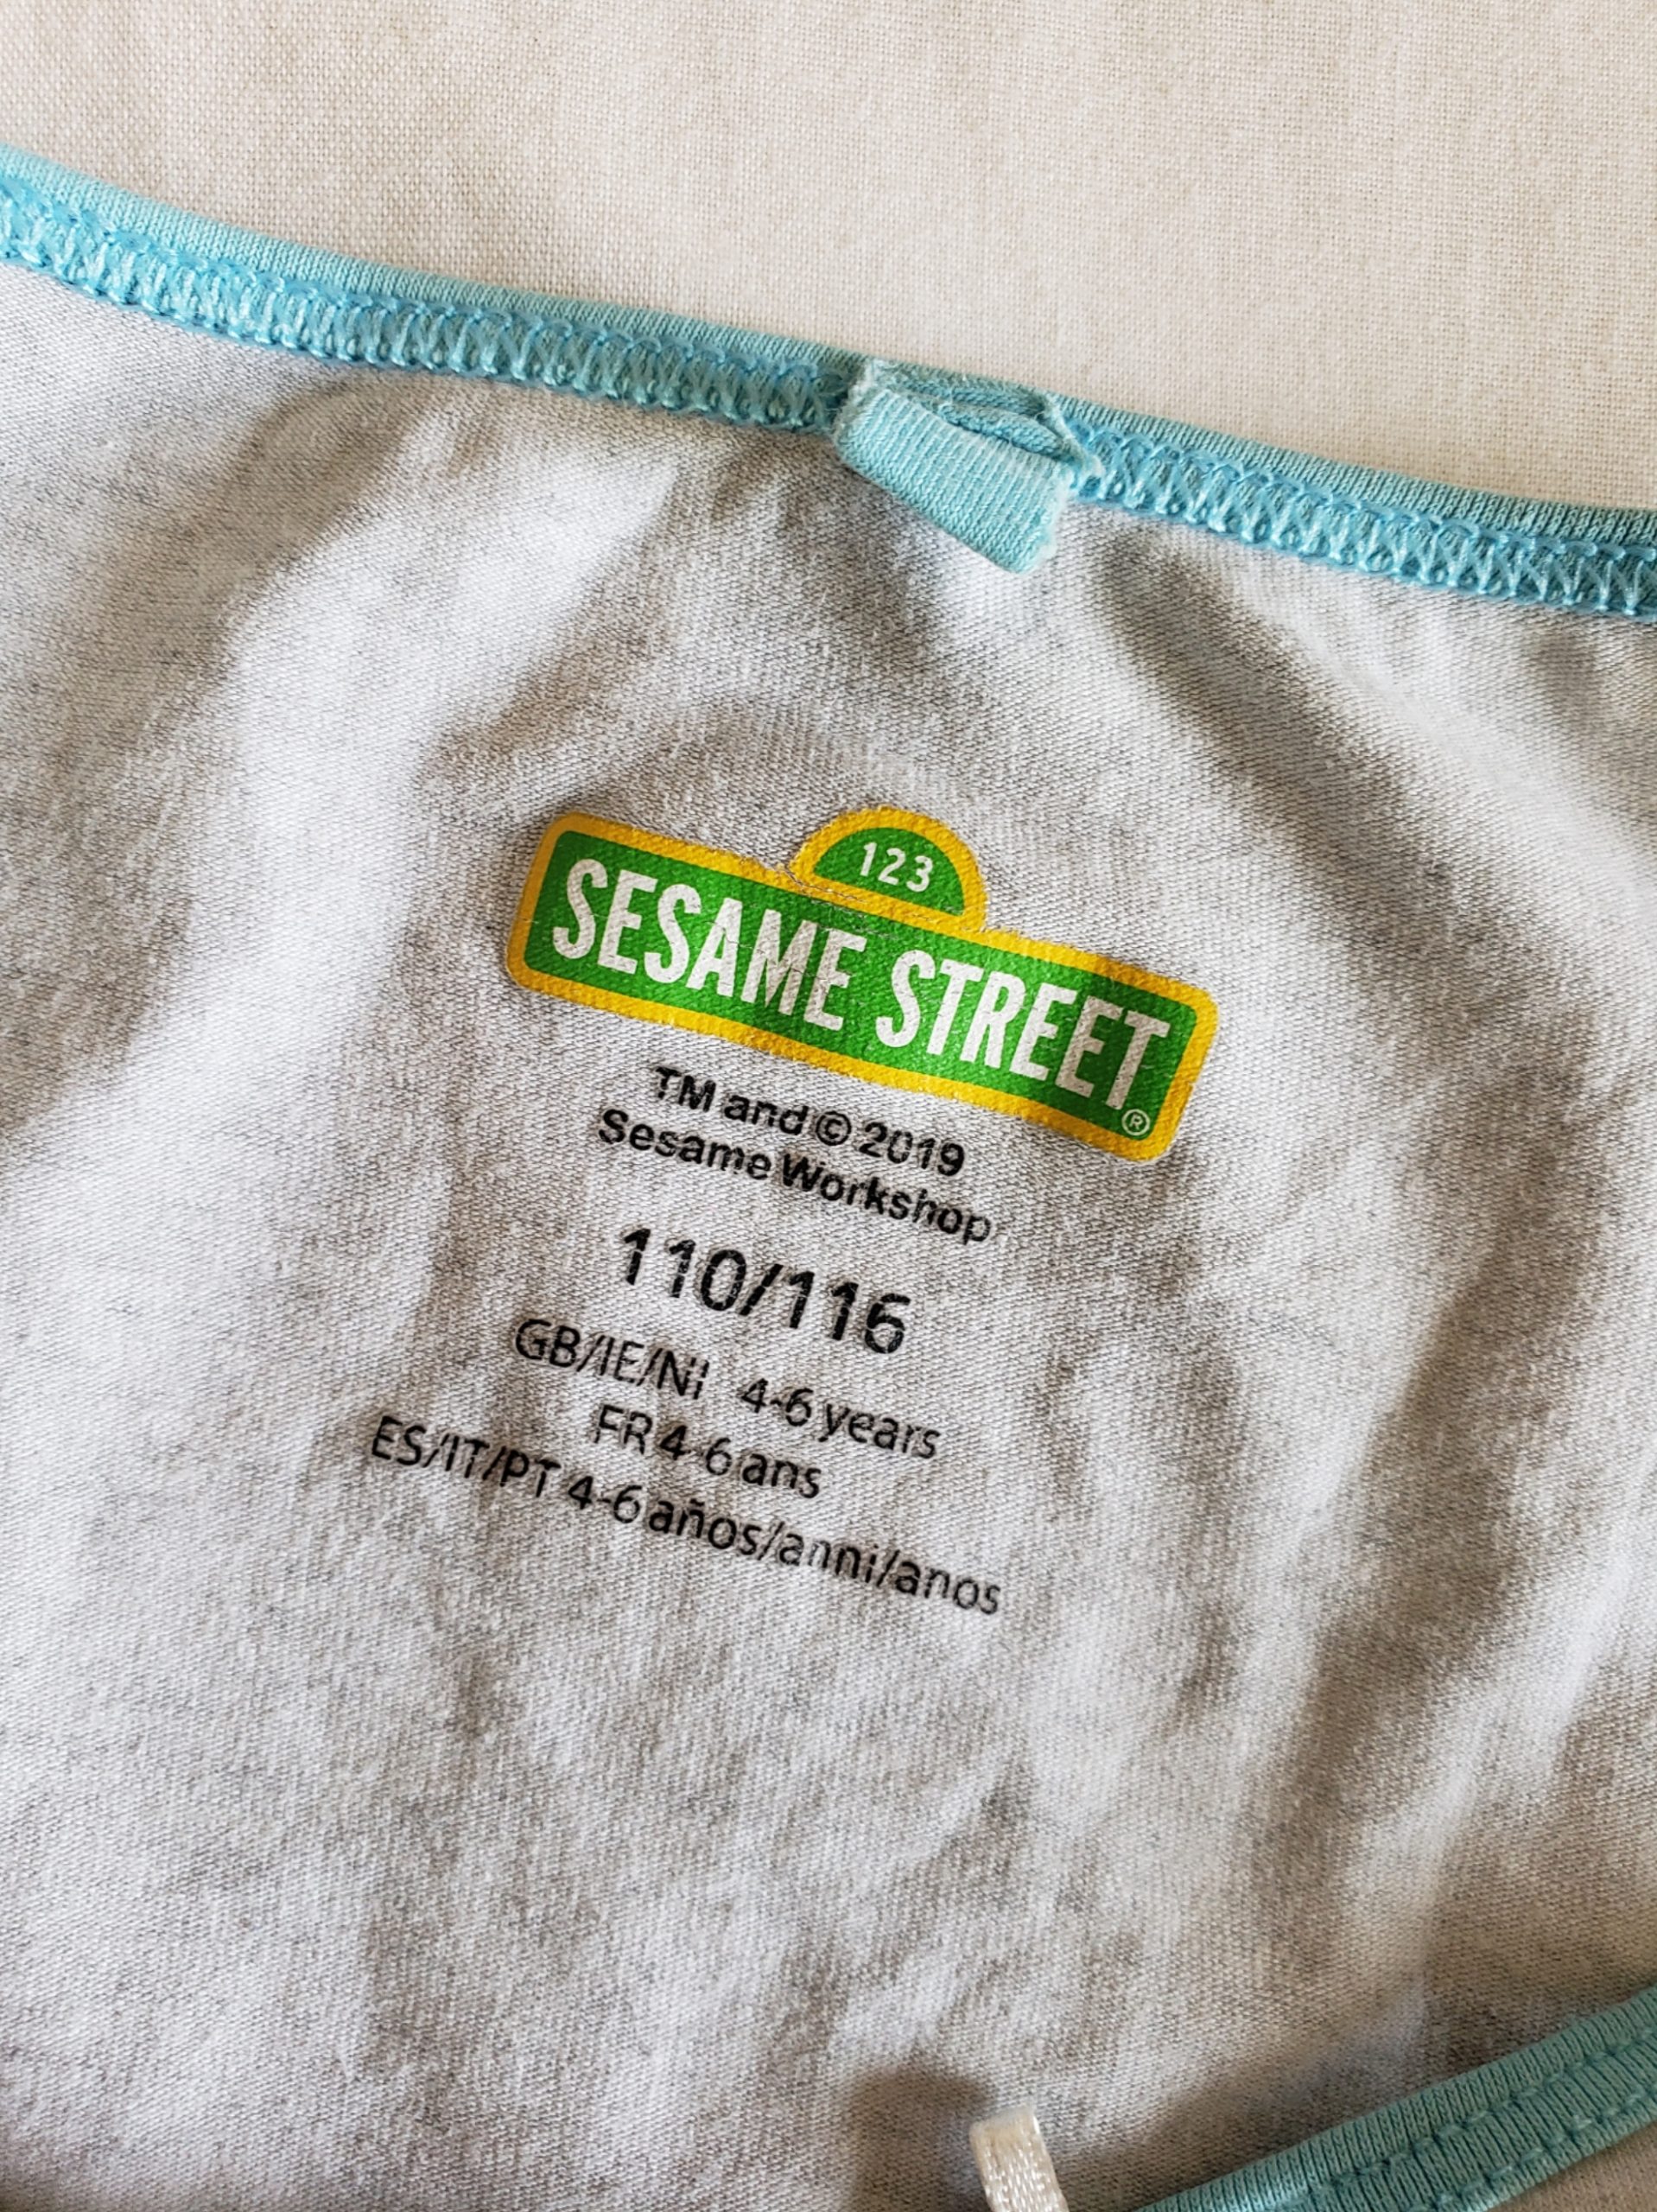 123
SESAME STREET®
TM and © 2019
Sesame Workshop
110/116
GB/IE/NI 4-6 years
FR 4-6 ans
ES/IT/PT 4-6 años/anni/anos